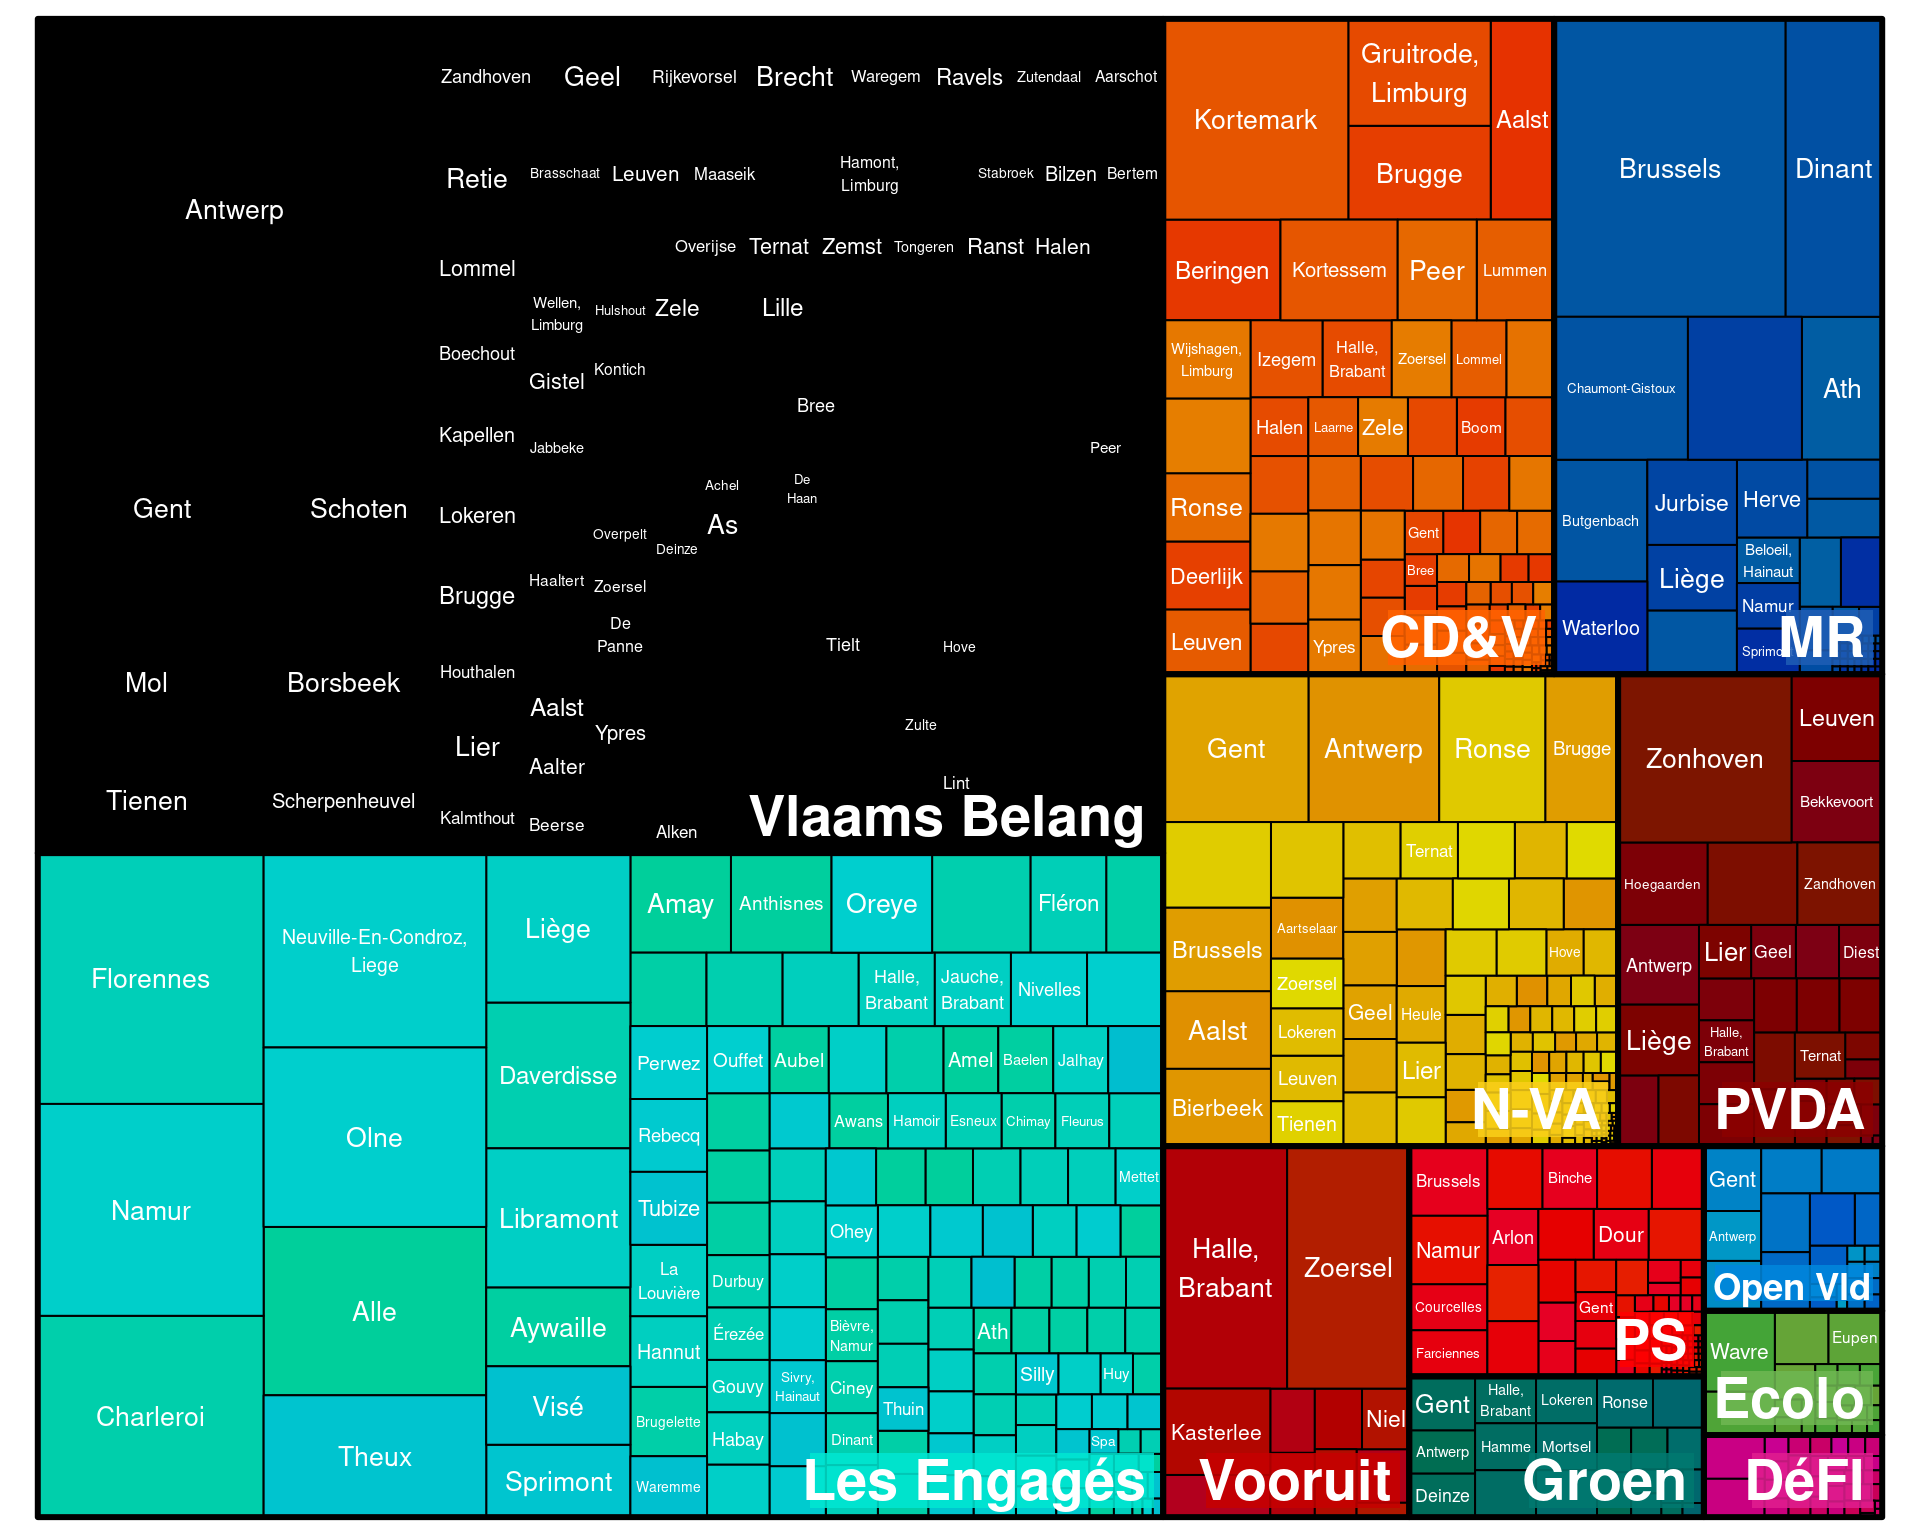 Zandhoven Geel Rijkevorsel Brecht Waregem Ravels Zutendaal Aarschot
Antwerp
Retie Brasschaat Leuven Maaseik Hamont, Stabroek Bilzen Bertem
Limburg
Lommel Overijse Ternat Zemst Tongeren Ranst Halen
Wellen, Hulshout Zele Lille
Limburg
Boechout Gistel Kontich Bree
Kapellen Jabbeke Peer
Achel De
Haan
Gent Schoten Lokeren Overpelt As
Deinze
Brugge Haaltert Zoersel
De
Panne Tielt Hove
Mol Borsbeek Houthalen
Aalst Ypres Zulte
Lier Aalter Lint
Tienen Scherpenheuvel Kalmthout Beerse Alken
Vlaams Belang
Kortemark Gruitrode,
Limburg
Brugge Aalst
Beringen Kortessem Peer Lummen
Wijshagen,
Limburg
Izegem Halle,
Brabant
Zoersel Lommel
Halen Laarne Zele Boom
Ronse Gent
Deerlijk Bree
Leuven Ypres
CD&V
Brussels Dinant
Chaumont-Gistoux Ath
Butgenbach Jurbise Herve
Liège Beloeil,
Hainaut
Waterloo Namur
Sprimo
MR
Florennes Neuville-En-Condroz,
Liege
Liège Amay Anthisnes Oreye Fléron
Halle,
Brabant
Jauche,
Brabant
Nivelles
Namur Olne Daverdisse Perwez Ouffet Aubel Amel Baelen Jalhay
Rebecq Awans Hamoir Esneux Chimay Fleurus
Libramont Tubize Mettet
Ohey
Charleroi Alle Aywaille La
Louvière
Durbuy
Hannut Érezée Bièvre,
Namur
Ath
Theux Visé Gouvy Sivry,
Hainaut
Ciney Silly Huy
Brugelette Thuin
Sprimont Habay Dinant Spa
Waremme
Les Engagés
Gent Antwerp Ronse Brugge
Ternat
Brussels Aartselaar Hove
Zoersel
Aalst Lokeren Geel Heule
Bierbeek Leuven Lier
Tienen
N-VA
Zonhoven Leuven
Bekkevoort
Hoegaarden Zandhoven
Antwerp Lier Geel Diest
Liège Halle,
Brabant
Ternat
PVDA
Halle,
Brabant
Zoersel
Kasterlee Niel
Vooruit
Brussels Binche
Namur Arlon Dour
Courcelles Gent
Farciennes
PS
Gent
Antwerp
Open Vld
Wavre Eupen
Ecolo
Gent Halle,
Brabant
Lokeren Ronse
Antwerp Hamme Mortsel
Deinze
Groen
DéFI